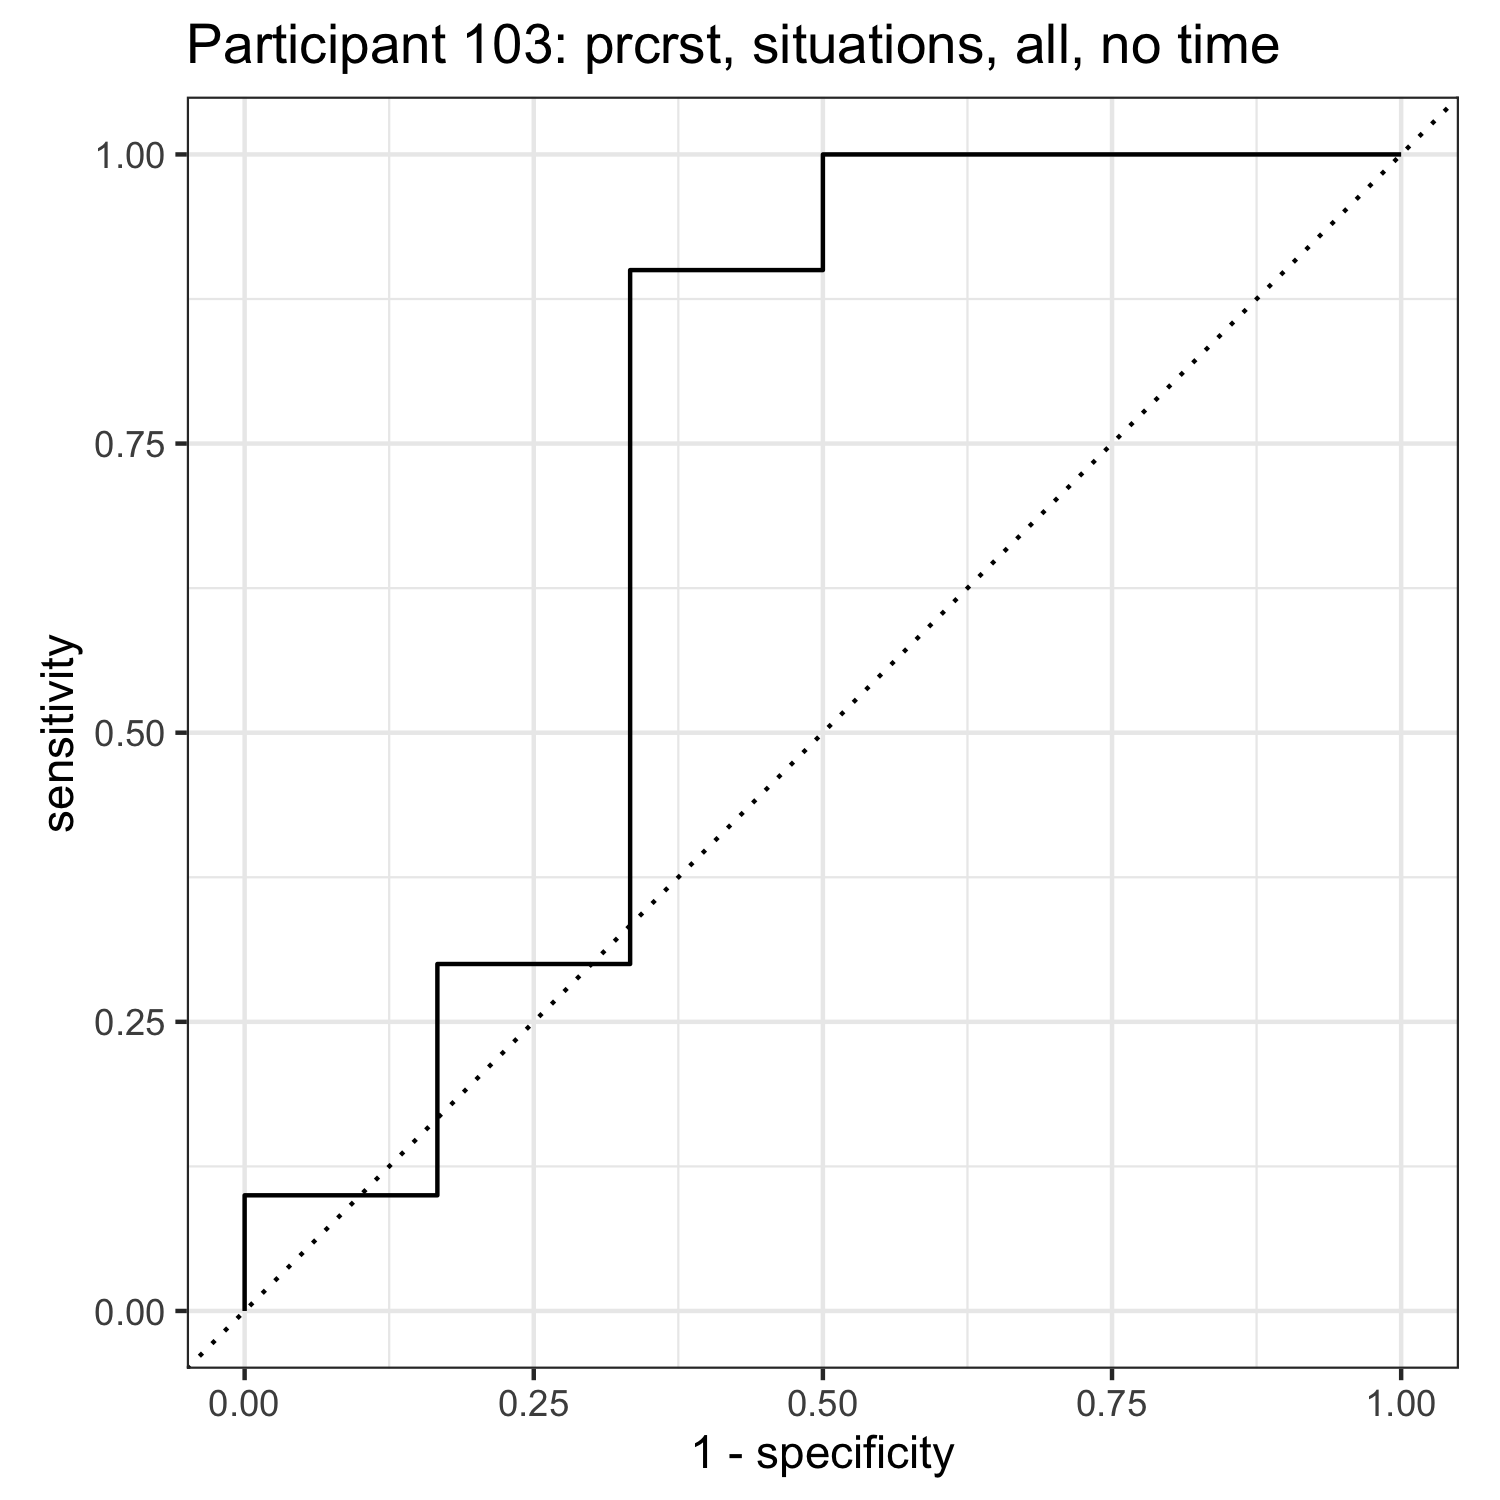 Participant 103: prcrst, situations, all, no time
1.00
0.75
0.50
0.25
0.00
sensitivity
0.00 0.25 0.50 0.75 1.00
1 - specificity